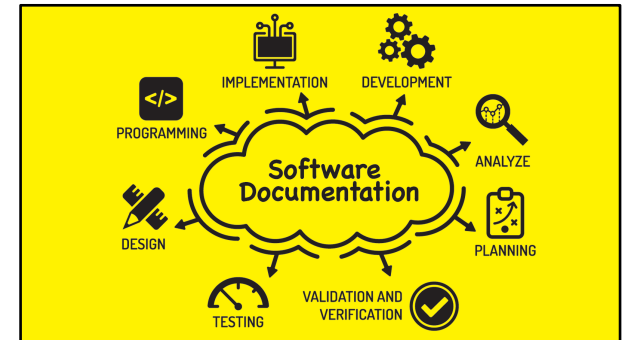 IMPLEMENTATION
DEVELOPMENT
</>
PROGRAMMING
ANALYZE
Software
Documentation
DESIGN
PLANNING
TESTING
VALIDATION AND
VERIFICATION